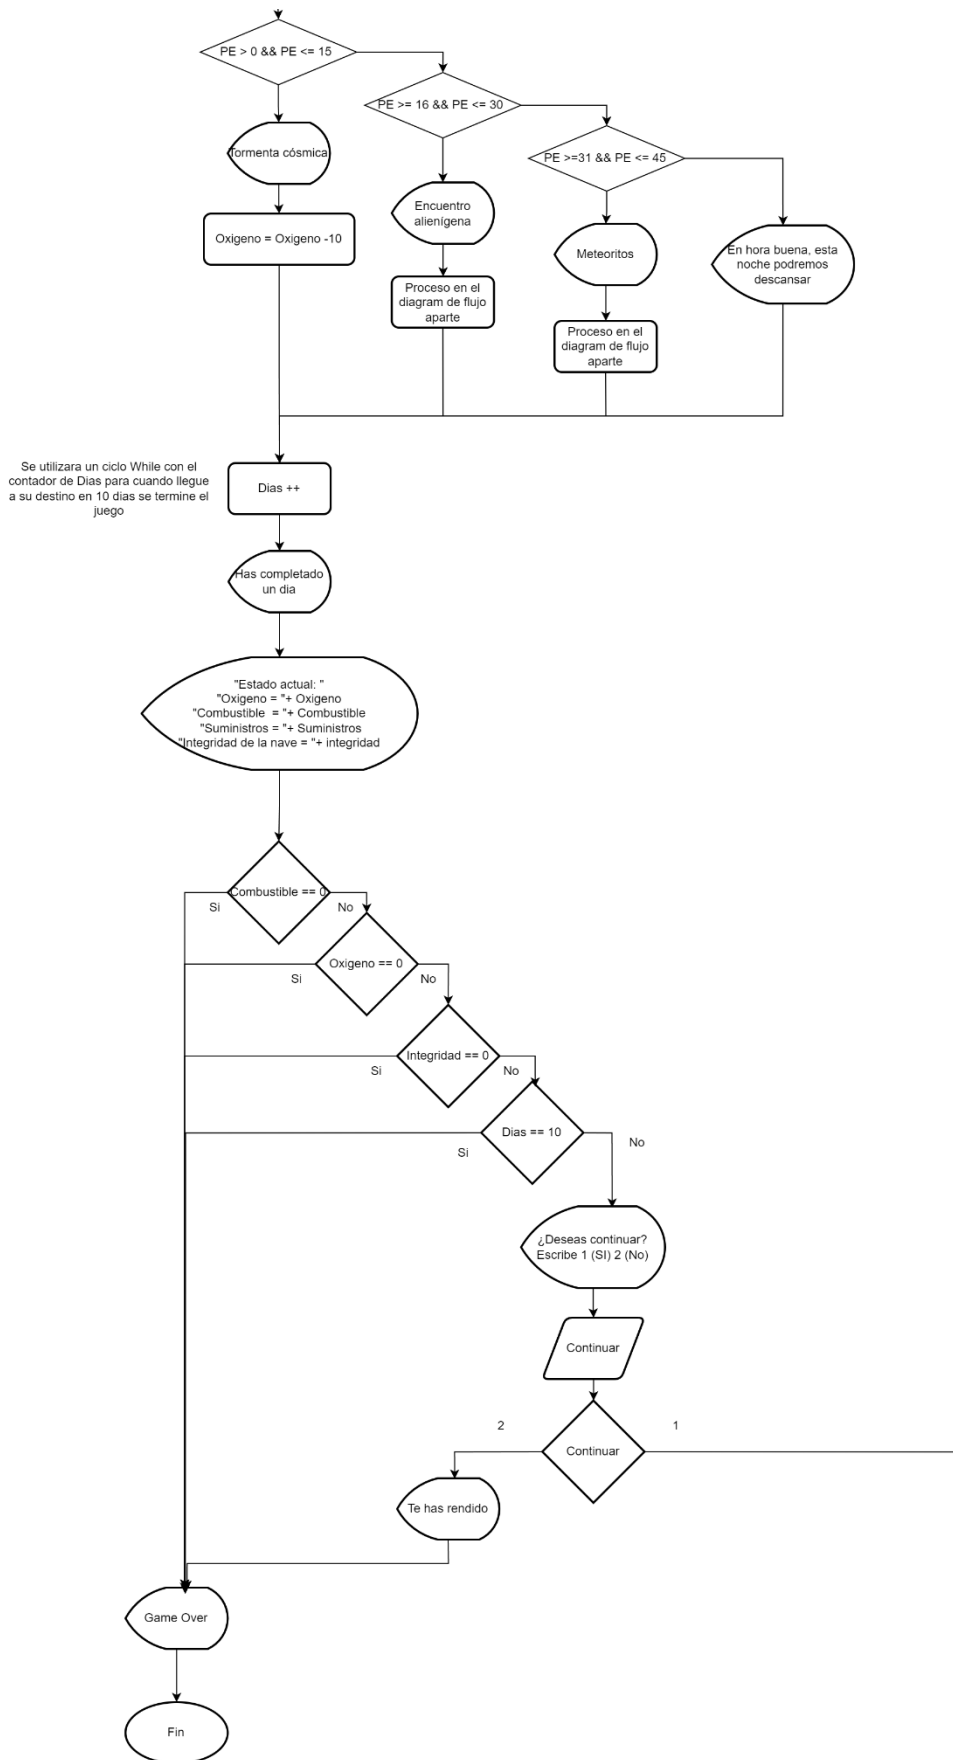 PE > 0 && PE <= 15
PE >= 16 && PE <= 30
PE >=31 && PE <= 45
Tormenta cósmica
Oxigeno = Oxigeno -10
Encuentro
alienígena
Proceso en el
diagram de flujo
aparte
Meteoritos
Proceso en el
diagram de flujo
aparte
En hora buena, esta
noche podremos
descansar
Se utilizara un ciclo While con el
contador de Dias para cuando llegue
a su destino en 10 dias se termine el
juego
Dias ++
Has completado
un dia
"Estado actual: "
"Oxigeno = "+ Oxigeno
"Combustible  = "+ Combustible
"Suministros = "+ Suministros
"Integridad de la nave = "+ integridad
Combustible == 0
Si
No
Oxigeno == 0
Si
No
Integridad == 0
Si
No
Dias == 10
Si
No
¿Deseas continuar?
Escribe 1 (SI) 2 (No)
Continuar
2
1
Continuar
Te has rendido
Game Over
Fin